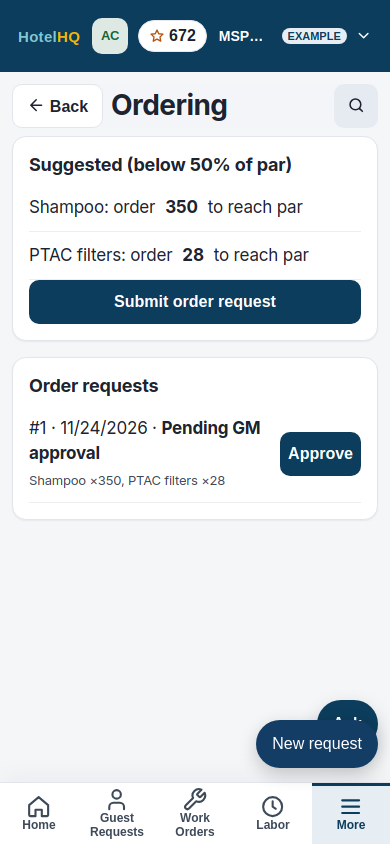 HotelHQ AC 672 MSP... EXAMPLE
Back Ordering
Suggested (below 50% of par)
Shampoo: order 350 to reach par
PTAC filters: order 28 to reach par
Submit order request
Order requests
#1 · 11/24/2026 · Pending GM
approval
Approve
Shampoo ×350, PTAC filters ×28
New request
Home
Guest
Requests
Work
Orders
Labor
More